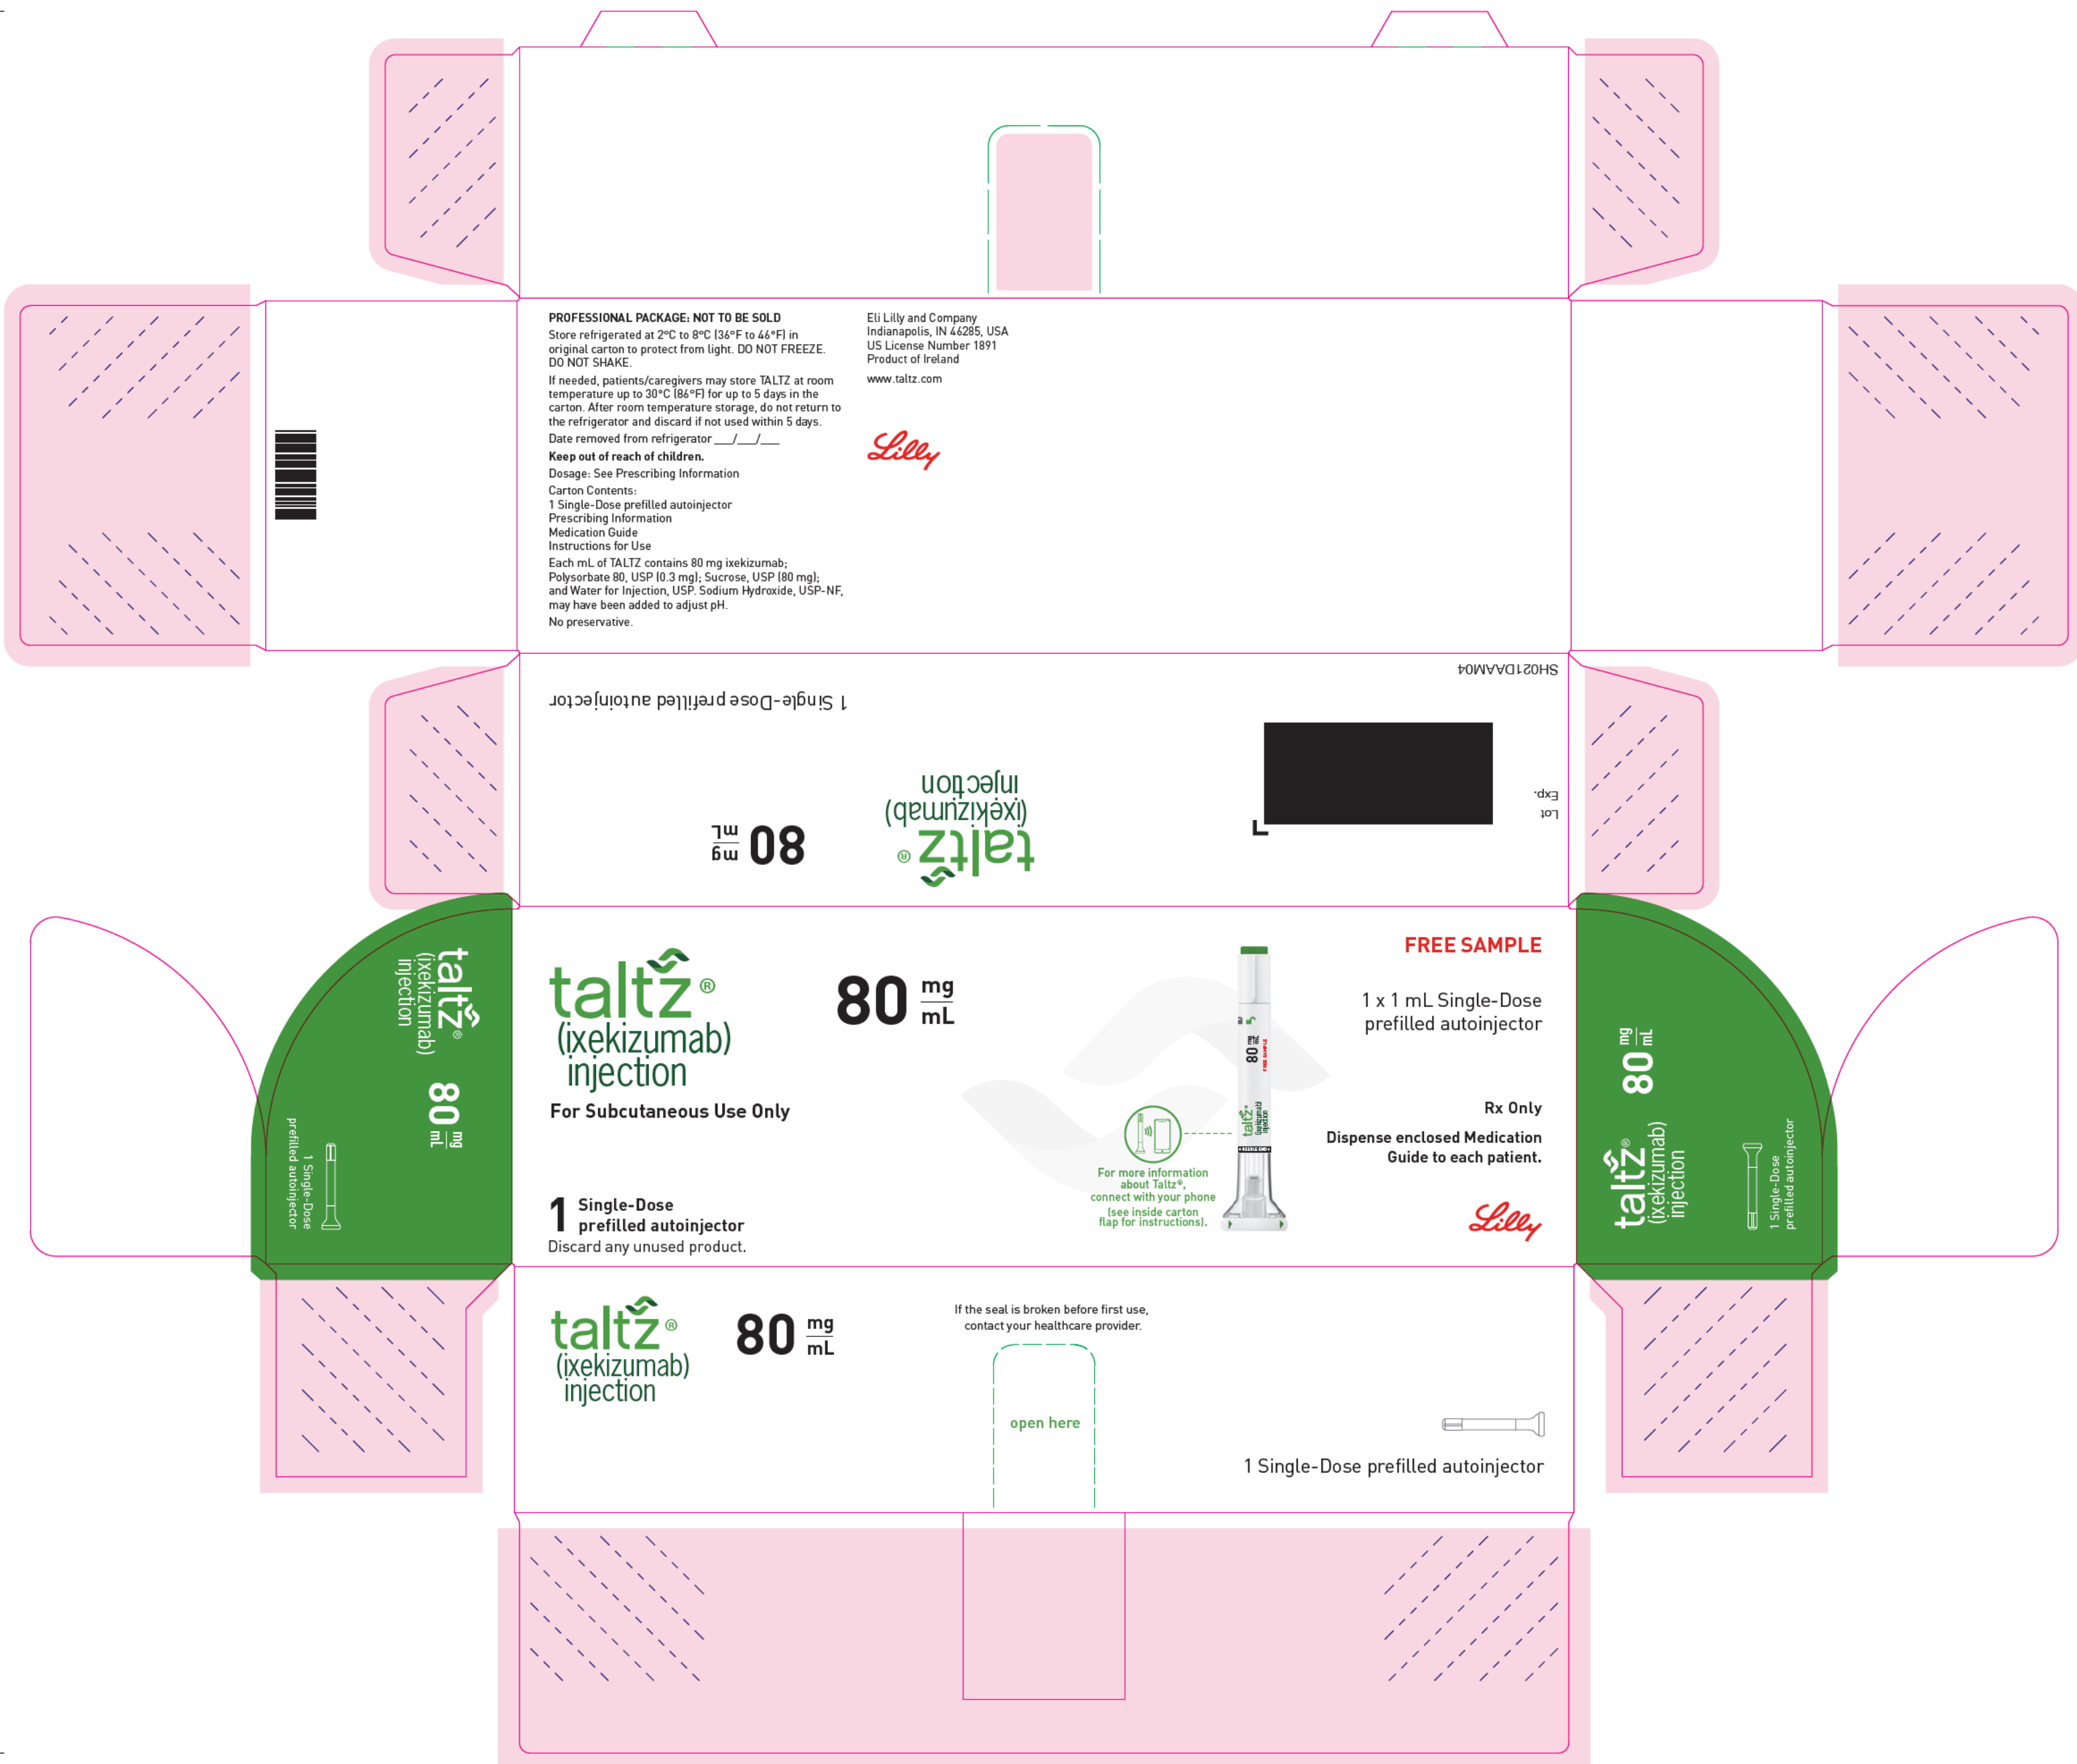 PROFESSIONAL PACKAGE: NOT TO BE SOLD
Store refrigerated at 2°C to 8°C (36°F to 46°F) in
original carton to protect from light. DO NOT FREEZE.
DO NOT SHAKE.
If needed, patients/caregivers may store TALTZ at room
temperature up to 30°C (86°F) for up to 5 days in the
carton. After room temperature storage, do not return to
the refrigerator and discard if not used within 5 days.
Date removed from refrigerator ___/___/___
Keep out of reach of children.
Dosage: See Prescribing Information
Carton Contents:
1 Single-Dose prefilled autoinjector
Prescribing Information
Medication Guide
Instructions for Use
Each mL of TALTZ contains 80 mg ixekizumab;
Polysorbate 80, USP (0.3 mg); Sucrose, USP (80 mg);
and Water for Injection, USP. Sodium Hydroxide, USP-NF,
may have been added to adjust pH.
No preservative.
Eli Lilly and Company
Indianapolis, IN 46285, USA
US License Number 1891
Product of Ireland
www.taltz.com
Lilly
SH021DAAM04
Lot
Exp.
taltz®
(ixekizumab)
injection
80 mg
mL
1 Single-Dose prefilled autoinjector
taltz®
(ixekizumab)
injection
80 mg
mL
1 Single-Dose
prefilled autoinjector
taltz®
(ixekizumab)
injection
For Subcutaneous Use Only
80 mg
mL
1 Single-Dose
prefilled autoinjector
Discard any unused product.
80 mg
mL
FREE SAMPLE
taltz®
(ixekizumab)
injection
For more information
about Taltz®,
connect with your phone
(see inside carton
flap for instructions).
FREE SAMPLE
1 x 1 mL Single-Dose
prefilled autoinjector
Rx Only
Dispense enclosed Medication
Guide to each patient.
Lilly
taltz®
(ixekizumab)
injection
80 mg
mL
1 Single-Dose
prefilled autoinjector
taltz®
(ixekizumab)
injection
80 mg
mL
If the seal is broken before first use,
contact your healthcare provider.
open here
1 Single-Dose prefilled autoinjector